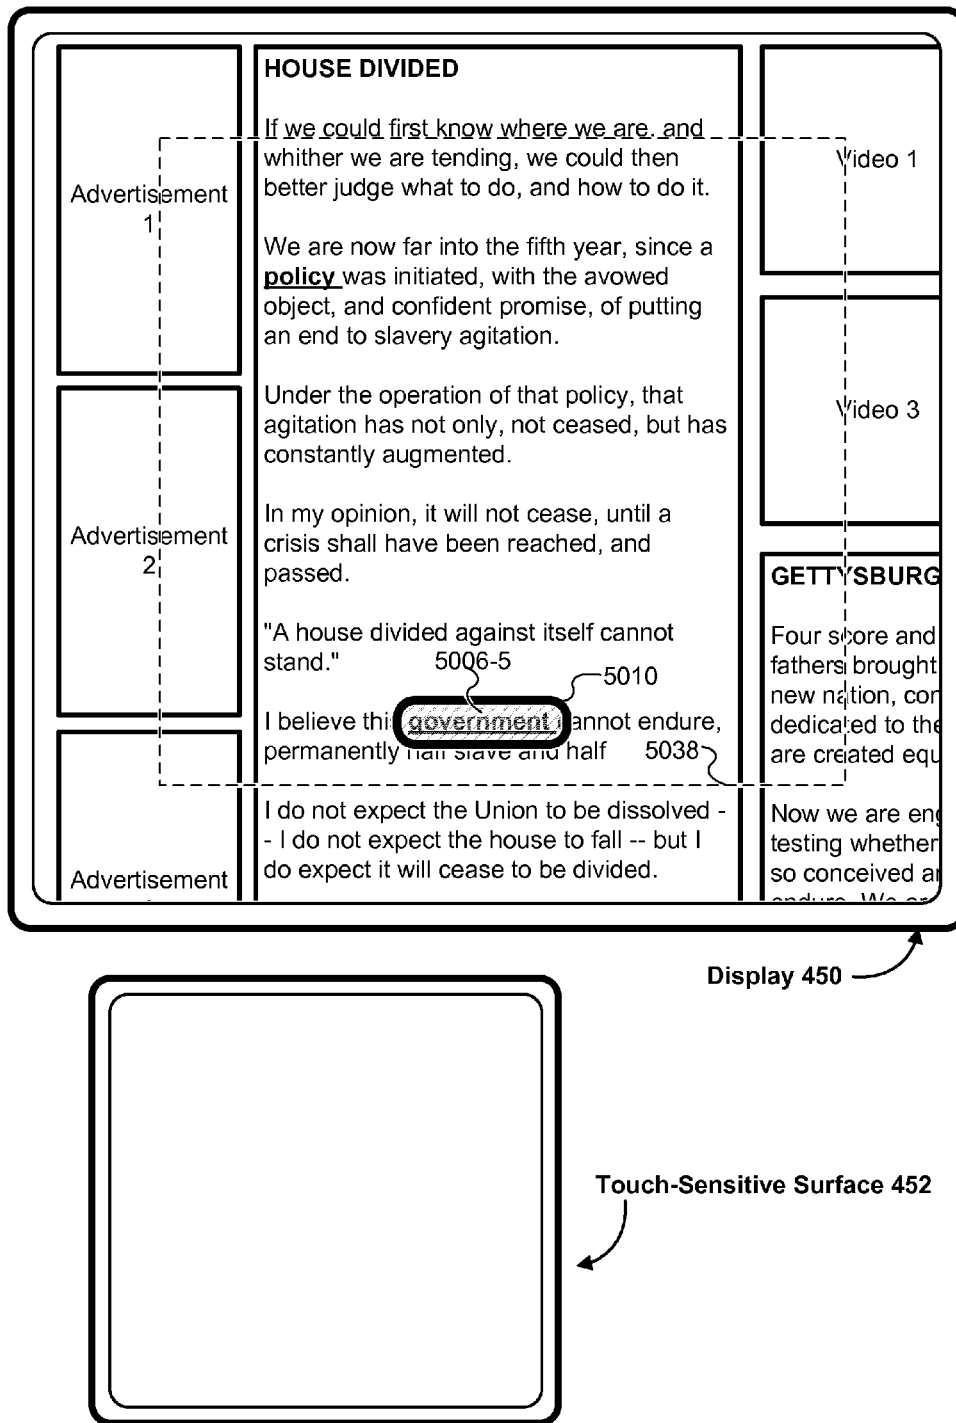 HOUSE DIVIDED
If we could first know where we are, and
whither we are tending, we could then
better judge what to do, and how to do it.
We are now far into the fifth year, since a
policy was initiated, with the avowed
object, and confident promise, of putting
an end to slavery agitation.
Under the operation of that policy, that
agitation has not only, not ceased, but has
constantly augmented.
In my opinion, it will not cease, until a
crisis shall have been reached, and
passed.
"A house divided against itself cannot
stand."
5006-5
5010
I believe thi government cannot endure,
permanently half slave and half
5038
I do not expect the Union to be dissolved -
- I do not expect the house to fall -- but I
do expect it will cease to be divided.
Advertisement
1
Advertisement
2
Advertisement
Video 1
Video 3
GETTYSBURG
Four score and
fathers brought
new nation, con
dedicated to the
are created equ
Now we are eng
testing whether
so conceived ar
endure. We are
Display 450
Touch-Sensitive Surface 452